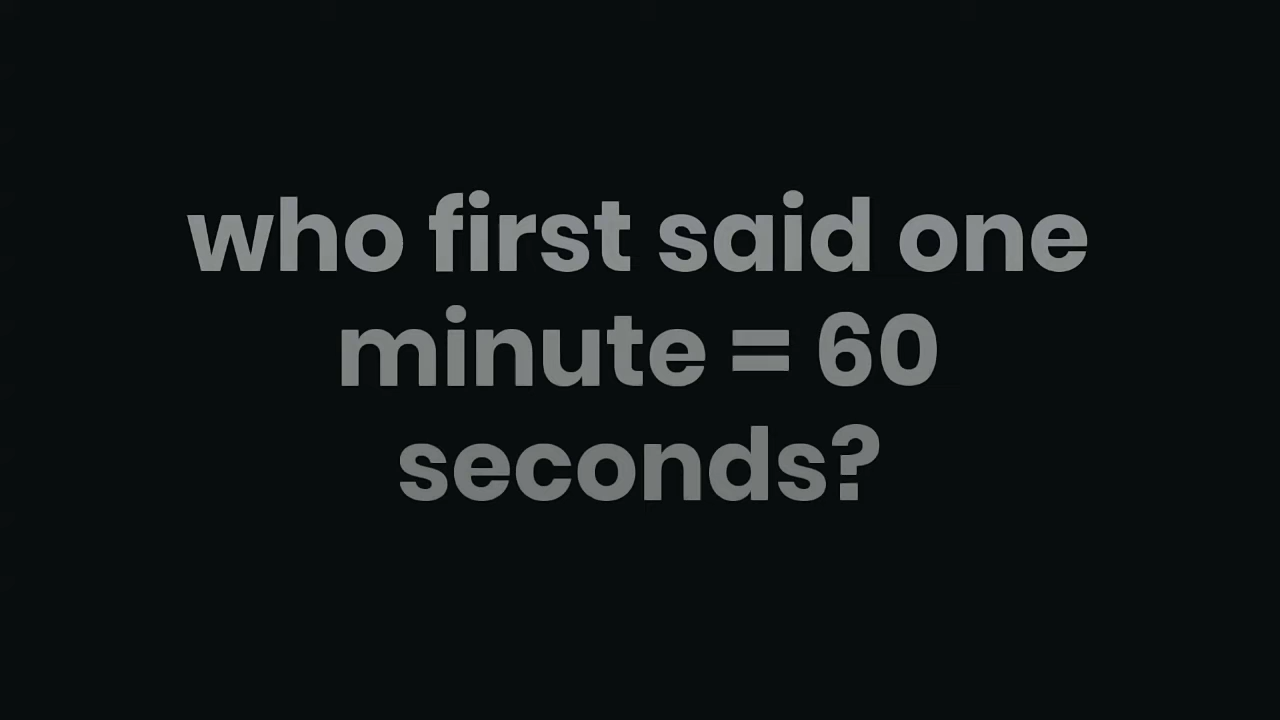 who first said one
minute = 60
seconds?